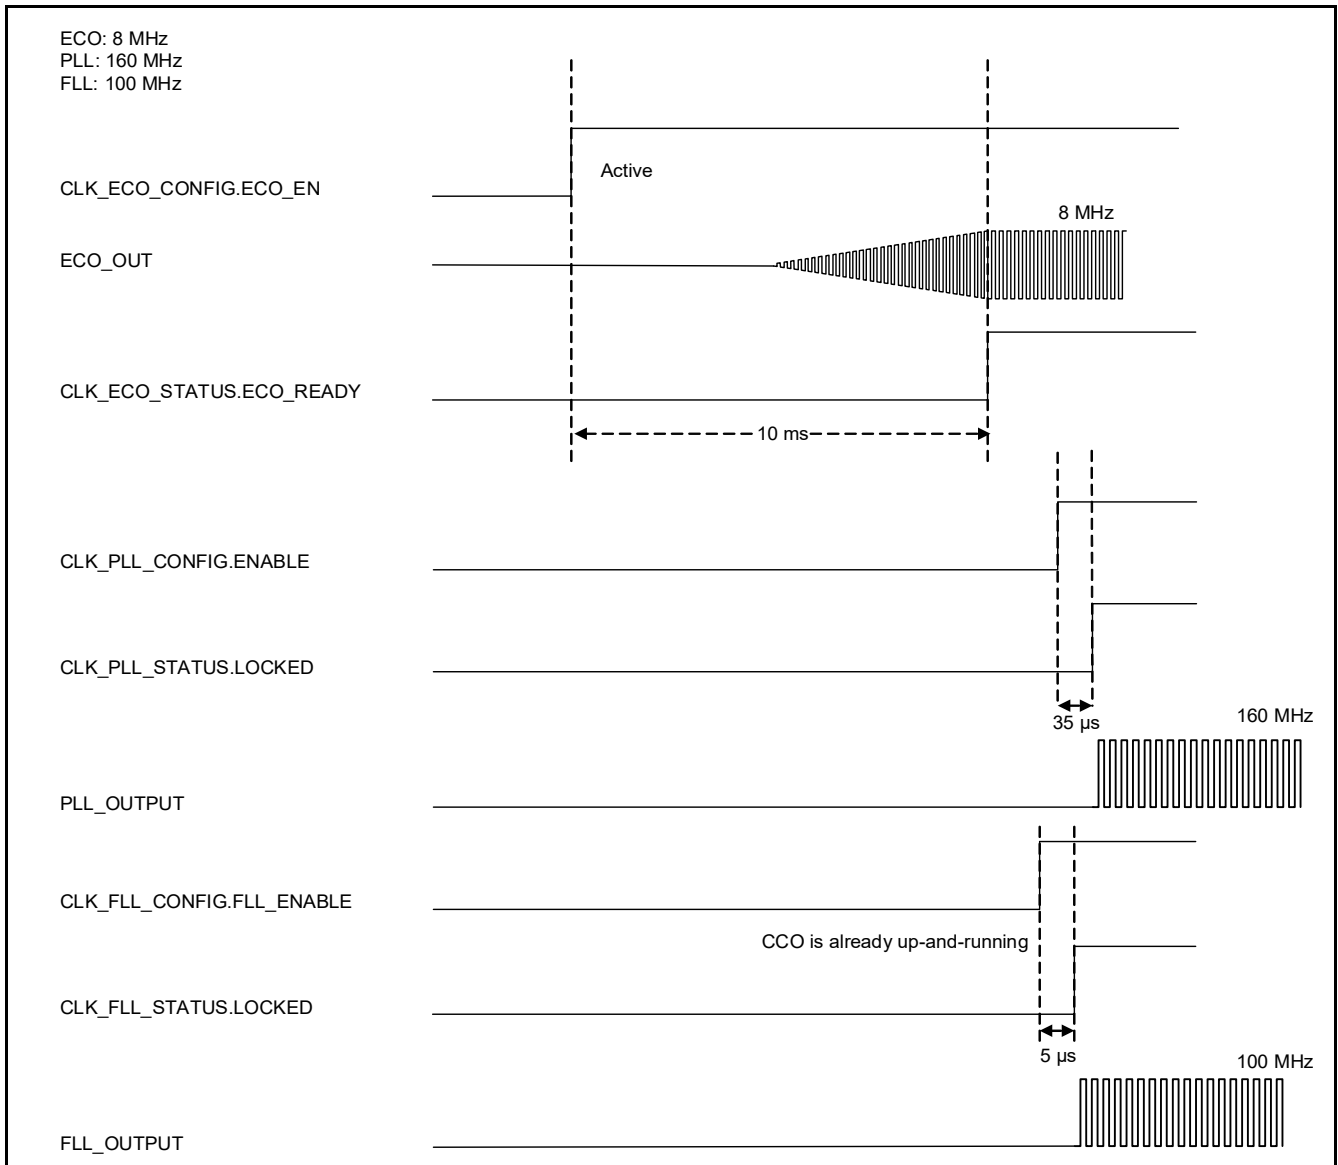 ECO: 8 MHz
PLL: 160 MHz
FLL: 100 MHz
Active
CLK_ECO_CONFIG.ECO_EN
8 MHz
ECO_OUT
CLK_ECO_STATUS.ECO_READY
10 ms
CLK_PLL_CONFIG.ENABLE
CLK_PLL_STATUS.LOCKED
35 µs
160 MHz
PLL_OUTPUT
CLK_FLL_CONFIG.FLL_ENABLE
CCO is already up-and-running
CLK_FLL_STATUS.LOCKED
5 µs
100 MHz
FLL_OUTPUT